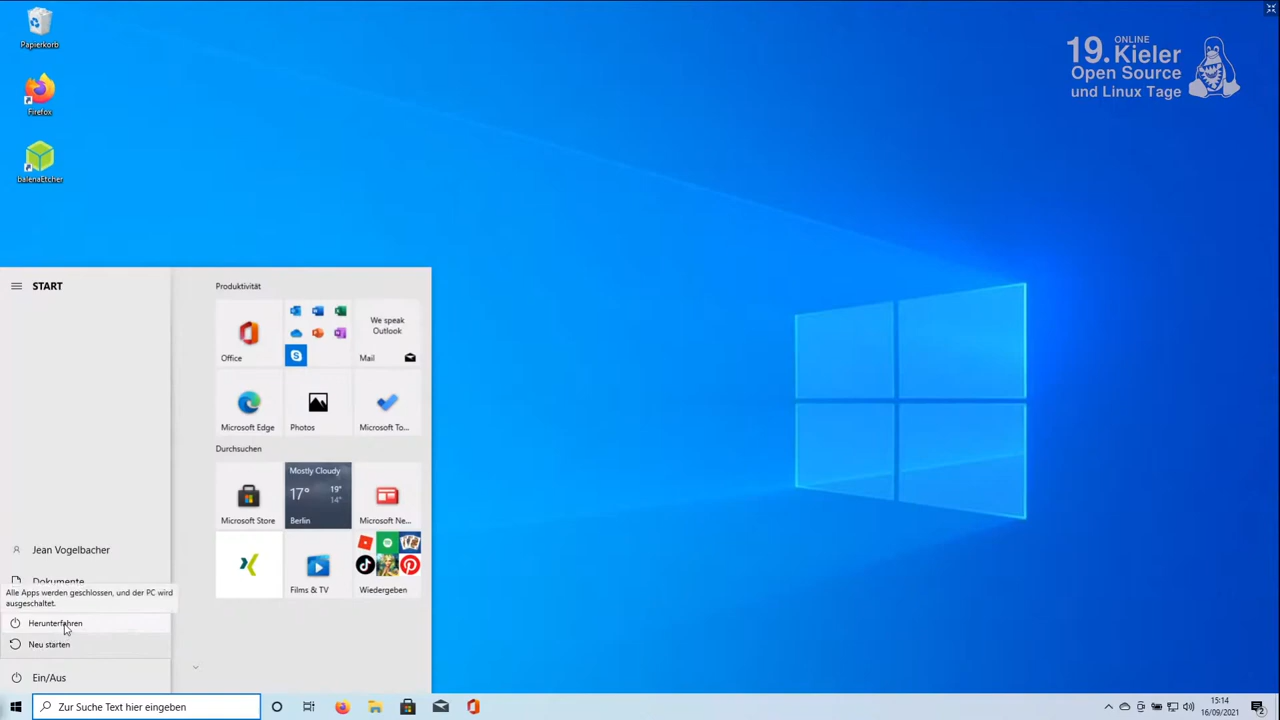 Papierkorb
Firefox
balenaEtcher
ONLINE
19. Kieler
Open Source
und Linux Tage
START
Produktivität
Office
We speak
Outlook
Mail
Microsoft Edge
Photos
Microsoft To...
Durchsuchen
Microsoft Store
Mostly Cloudy
17°
19°
14°
Berlin
Microsoft Ne...
Films & TV
Wiedergeben
Jean Vogelbacher
Dokumente
Alle Apps werden geschlossen, und der PC wird
ausgeschaltet.
Herunterfahren
Neu starten
Ein/Aus
Zur Suche Text hier eingeben
15:14
16/09/2021
2